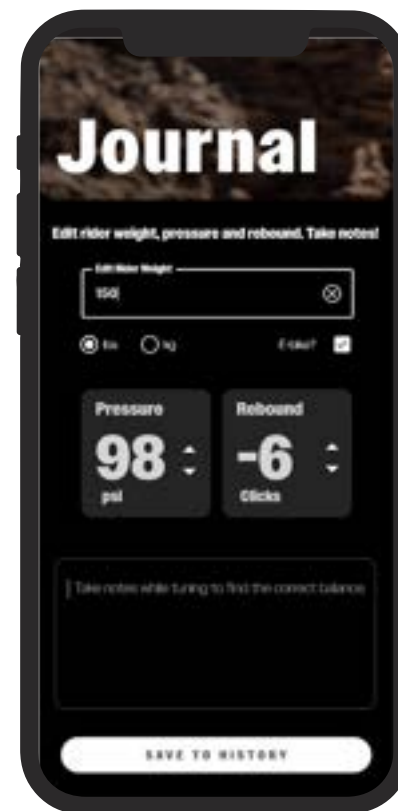 Journal
Edit rider weight, pressure and rebound. Take notes!
Edit Rider Weight
150
lbs kg E-bike?
Pressure Rebound
98 -6
psi Clicks
Take notes while tuning to find the correct balance
SAVE TO HISTORY